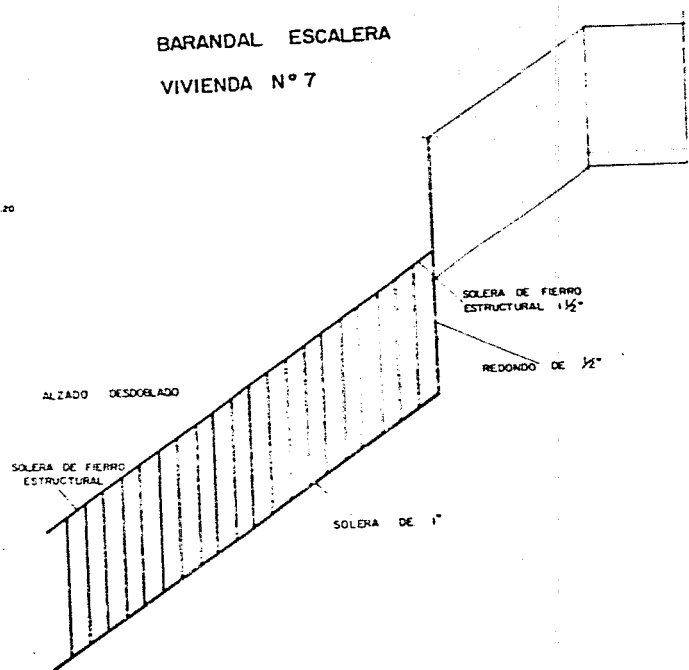 BARANDAL ESCALERA
VIVIENDA N° 7
.20
SOLERA DE FIERRO
ESTRUCTURAL 1½"
REDONDO DE ½"
ALZADO DESDOBLADO
SOLERA DE FIERRO
ESTRUCTURAL
SOLERA DE 1"